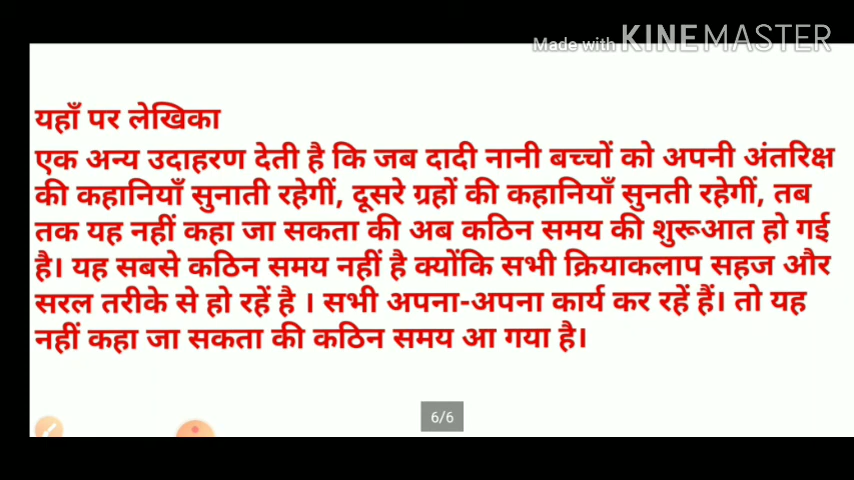 Made with KINEMASTER
यहाँ पर लेखिका
एक अन्य उदाहरण देती है कि जब दादी नानी बच्चों को अपनी अंतरिक्ष
की कहानियाँ सुनाती रहेगीं, दूसरे ग्रहों की कहानियाँ सुनती रहेगीं, तब
तक यह नहीं कहा जा सकता की अब कठिन समय की शुरूआत हो गई
है। यह सबसे कठिन समय नहीं है क्योंकि सभी क्रियाकलाप सहज और
सरल तरीके से हो रहें है । सभी अपना-अपना कार्य कर रहें हैं। तो यह
नहीं कहा जा सकता की कठिन समय आ गया है।
6/6